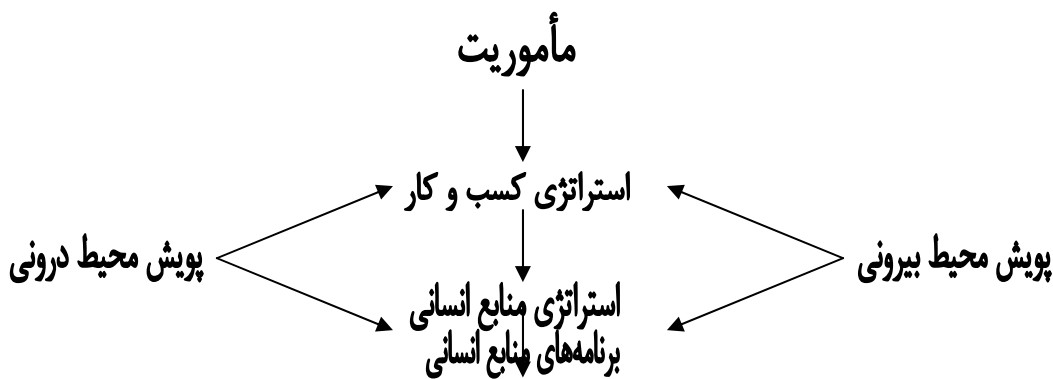 مأموریت
استراتژی کسب و کار
پویش محیط بیرونی
پویش محیط درونی
استراتژی منابع انسانی
برنامه‌های منابع انسانی